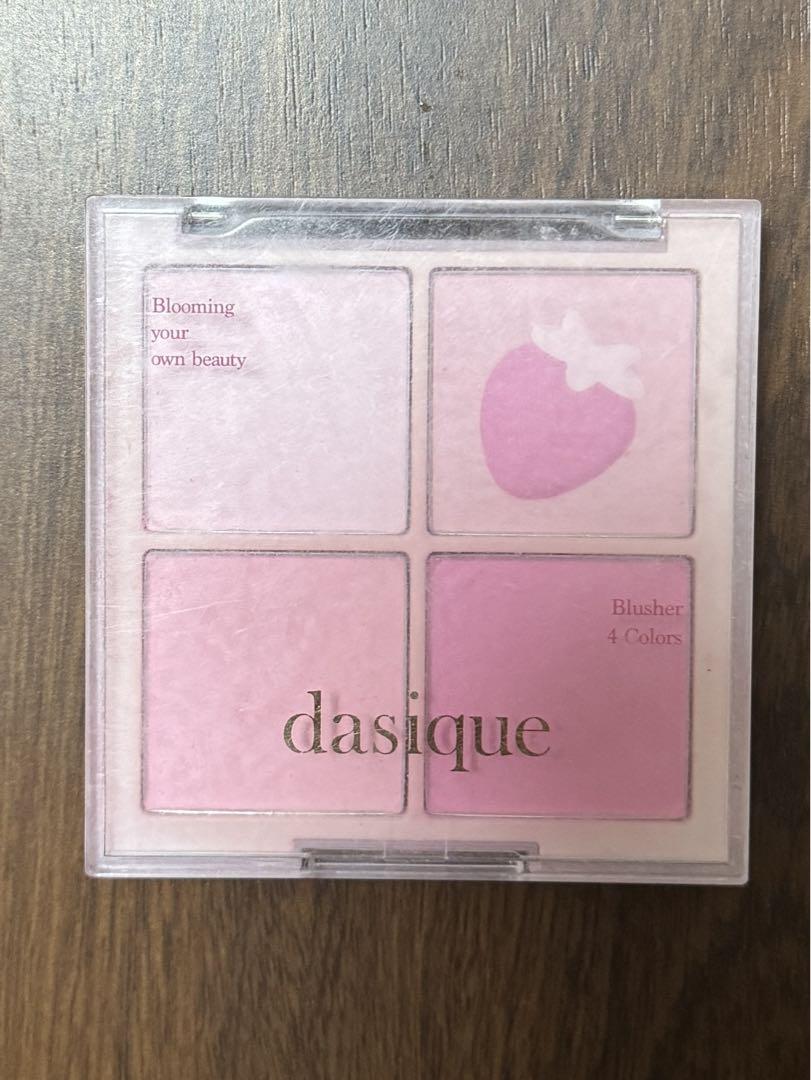 Blooming
your
own beauty
Blusher
4 Colors
dasique